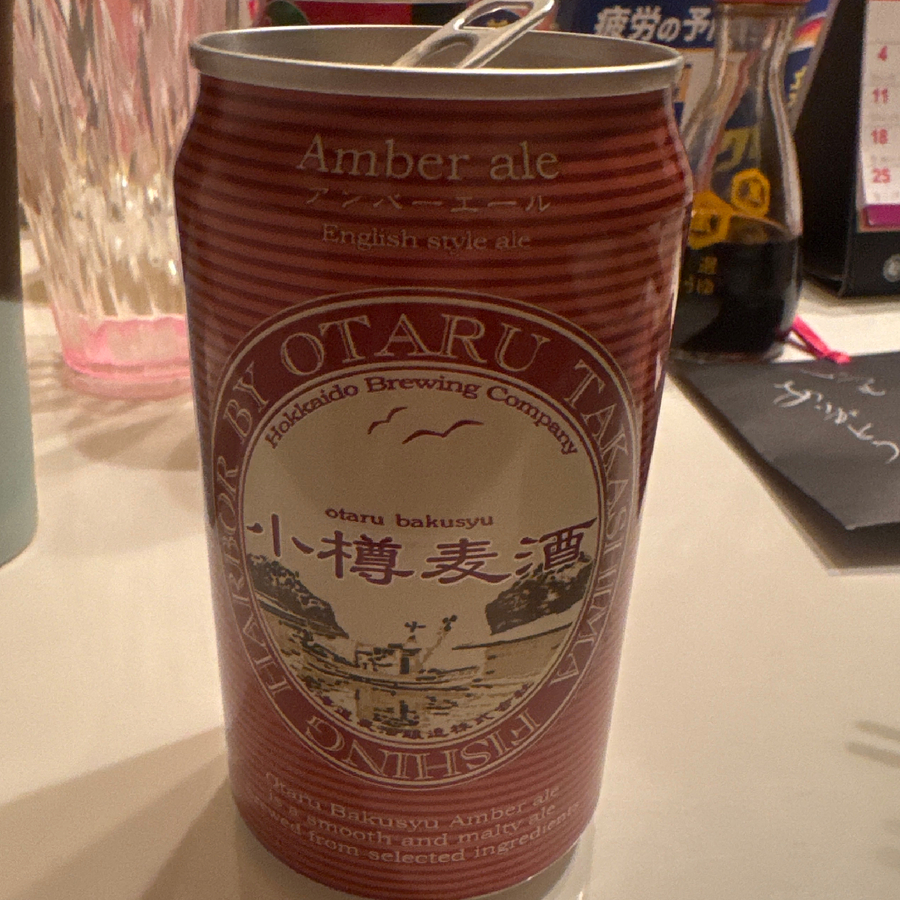 疲労の予
Amber ale
アンバーエール
English style ale
FISHING HARBOR BY OTARU TAKASHIMA
Hokkaido Brewing Company
otaru bakusyu
小樽麦酒
Otaru Bakusyu Amber ale
is a smooth and malty ale
brewed from selected ingredients
4
11
18
25